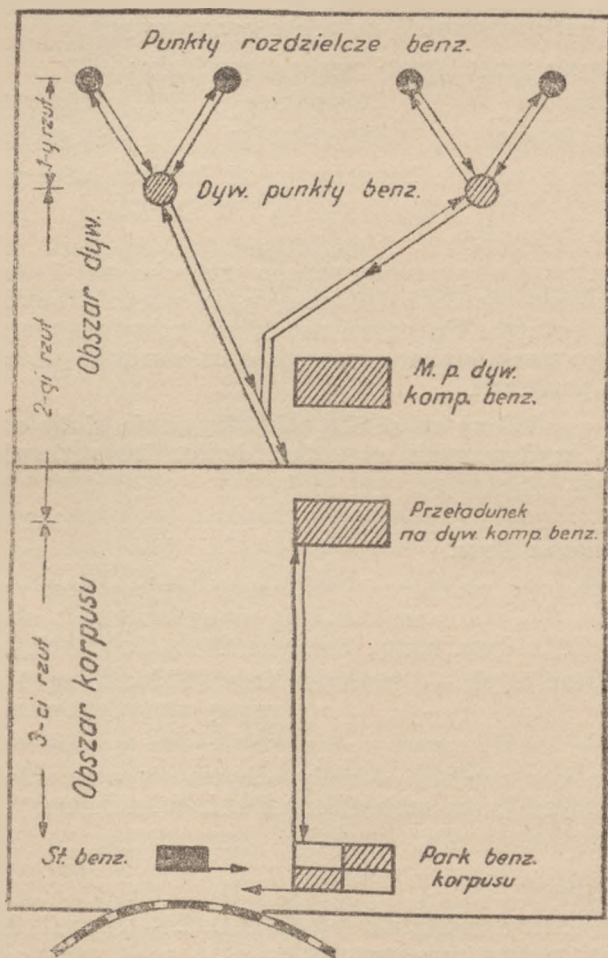 Punkty rozdzielcze benz.
1-y rzut
Dyw. punkty benz.
2-gi rzut
Obszar dyw.
M. p. dyw.
komp. benz.
Przeładunek
na dyw. komp. benz.
3-ci rzut
Obszar korpusu
St. benz.
Park benz.
korpusu